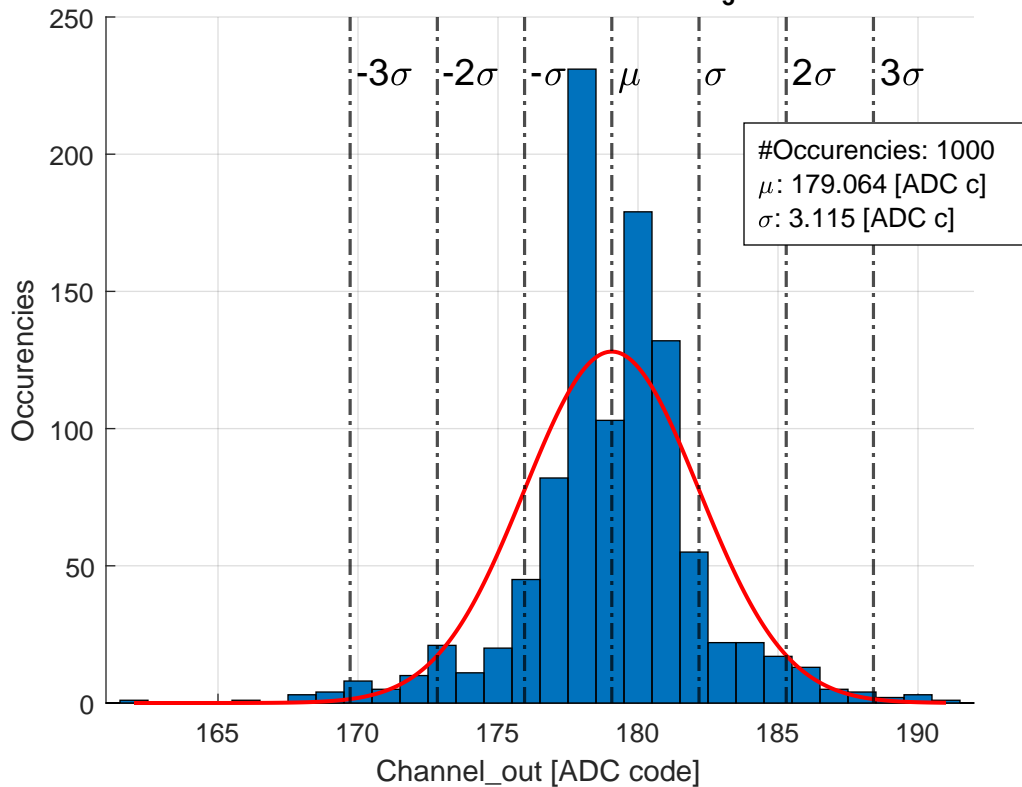 250
-3σ -2σ -σ μ σ 2σ 3σ
200
#Occurencies: 1000
μ: 179.064 [ADC c]
σ: 3.115 [ADC c]
150
Occurencies
100
50
0
165 170 175 180 185 190
Channel_out [ADC code]